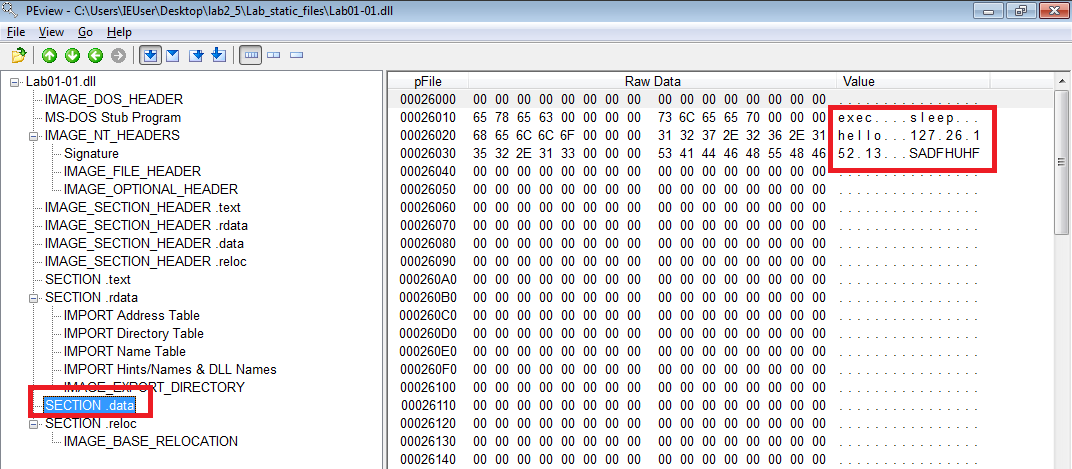 PEview - C:\Users\IEUser\Desktop\lab2_5\Lab_static_files\Lab01-01.dll
File View Go Help
Lab01-01.dll
IMAGE_DOS_HEADER
MS-DOS Stub Program
IMAGE_NT_HEADERS
Signature
IMAGE_FILE_HEADER
IMAGE_OPTIONAL_HEADER
IMAGE_SECTION_HEADER .text
IMAGE_SECTION_HEADER .rdata
IMAGE_SECTION_HEADER .data
IMAGE_SECTION_HEADER .reloc
SECTION .text
SECTION .rdata
IMPORT Address Table
IMPORT Directory Table
IMPORT Name Table
IMPORT Hints/Names & DLL Names
IMAGE_EXPORT_DIRECTORY
SECTION .data
SECTION .reloc
IMAGE_BASE_RELOCATION
pFile Raw Data Value
00026000 00 00 00 00 00 00 00 00 00 00 00 00 00 00 00 00 ................
00026010 65 78 65 63 00 00 00 00 73 6C 65 65 70 00 00 00 exec....sleep...
00026020 68 65 6C 6C 6F 00 00 00 31 32 37 2E 32 36 2E 31 hello...127.26.1
00026030 35 32 2E 31 33 00 00 00 53 41 44 46 48 55 48 46 52.13...SADFHUHF
00026040 00 00 00 00 00 00 00 00 00 00 00 00 00 00 00 00 ................
00026050 00 00 00 00 00 00 00 00 00 00 00 00 00 00 00 00 ................
00026060 00 00 00 00 00 00 00 00 00 00 00 00 00 00 00 00 ................
00026070 00 00 00 00 00 00 00 00 00 00 00 00 00 00 00 00 ................
00026080 00 00 00 00 00 00 00 00 00 00 00 00 00 00 00 00 ................
00026090 00 00 00 00 00 00 00 00 00 00 00 00 00 00 00 00 ................
000260A0 00 00 00 00 00 00 00 00 00 00 00 00 00 00 00 00 ................
000260B0 00 00 00 00 00 00 00 00 00 00 00 00 00 00 00 00 ................
000260C0 00 00 00 00 00 00 00 00 00 00 00 00 00 00 00 00 ................
000260D0 00 00 00 00 00 00 00 00 00 00 00 00 00 00 00 00 ................
000260E0 00 00 00 00 00 00 00 00 00 00 00 00 00 00 00 00 ................
000260F0 00 00 00 00 00 00 00 00 00 00 00 00 00 00 00 00 ................
00026100 00 00 00 00 00 00 00 00 00 00 00 00 00 00 00 00 ................
00026110 00 00 00 00 00 00 00 00 00 00 00 00 00 00 00 00 ................
00026120 00 00 00 00 00 00 00 00 00 00 00 00 00 00 00 00 ................
00026130 00 00 00 00 00 00 00 00 00 00 00 00 00 00 00 00 ................
00026140 00 00 00 00 00 00 00 00 00 00 00 00 00 00 00 00 ................